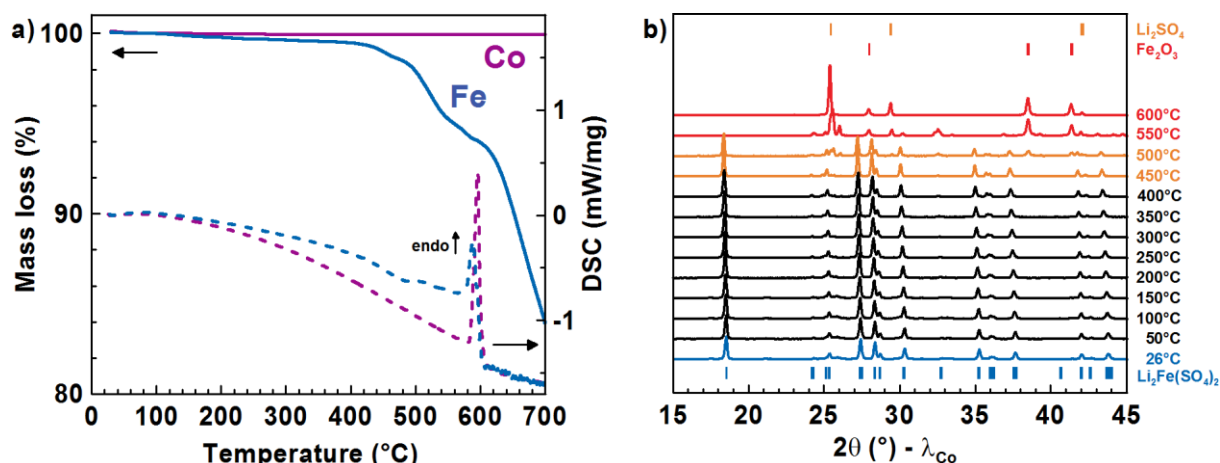 a)
100
90
80
Mass loss (%)
0 100 200 300 400 500 600 700
Temperature (°C)
Co
Fe
endo
1
0
-1
DSC (mW/mg)
b)
Li₂SO₄
Fe₂O₃
600°C
550°C
500°C
450°C
400°C
350°C
300°C
250°C
200°C
150°C
100°C
50°C
26°C
Li₂Fe(SO₄)₂
15 20 25 30 35 40 45
2θ (°) - λCo